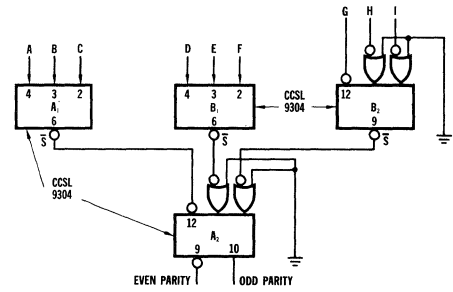 G H I
A B C D E F
4 3 2 4 3 2 12
A₁ B₁ CCSL 9304 B₂
6 6 9
S̅ S̅ S̅
CCSL
9304
12
A₂
9 10
EVEN PARITY ODD PARITY